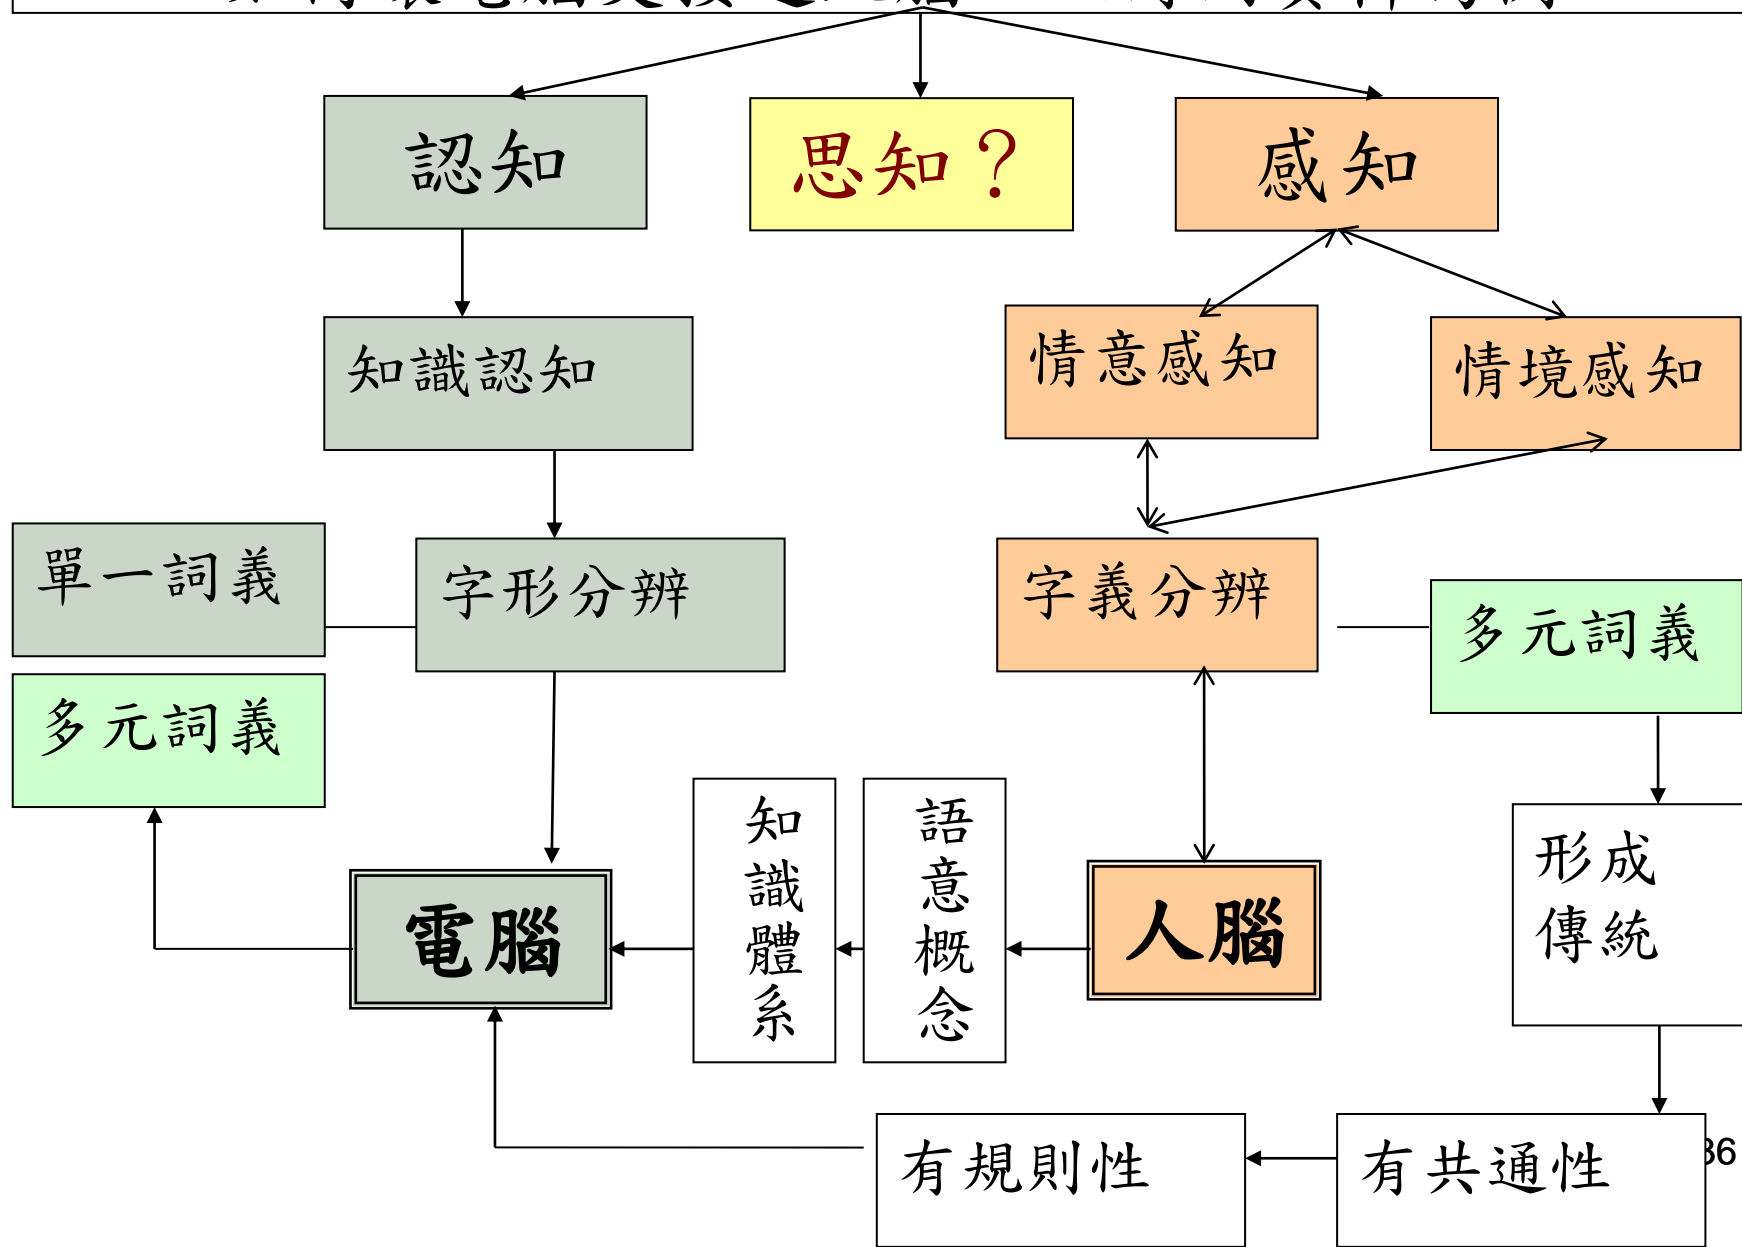 認知
思知？
感知
知識認知
情意感知
情境感知
單一詞義
字形分辨
字義分辨
多元詞義
多元詞義
知識體系
語意概念
電腦
人腦
形成
傳統
有規則性
有共通性
36